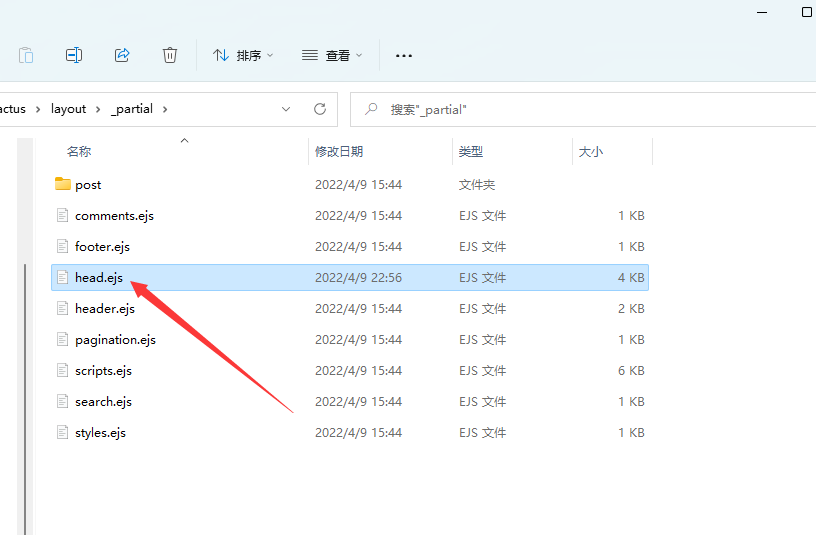 排序 查看
actus layout _partial 搜索"_partial"
名称 修改日期 类型 大小
post 2022/4/9 15:44 文件夹
comments.ejs 2022/4/9 15:44 EJS 文件 1 KB
footer.ejs 2022/4/9 15:44 EJS 文件 1 KB
head.ejs 2022/4/9 22:56 EJS 文件 4 KB
header.ejs 2022/4/9 15:44 EJS 文件 2 KB
pagination.ejs 2022/4/9 15:44 EJS 文件 1 KB
scripts.ejs 2022/4/9 15:44 EJS 文件 6 KB
search.ejs 2022/4/9 15:44 EJS 文件 1 KB
styles.ejs 2022/4/9 15:44 EJS 文件 1 KB